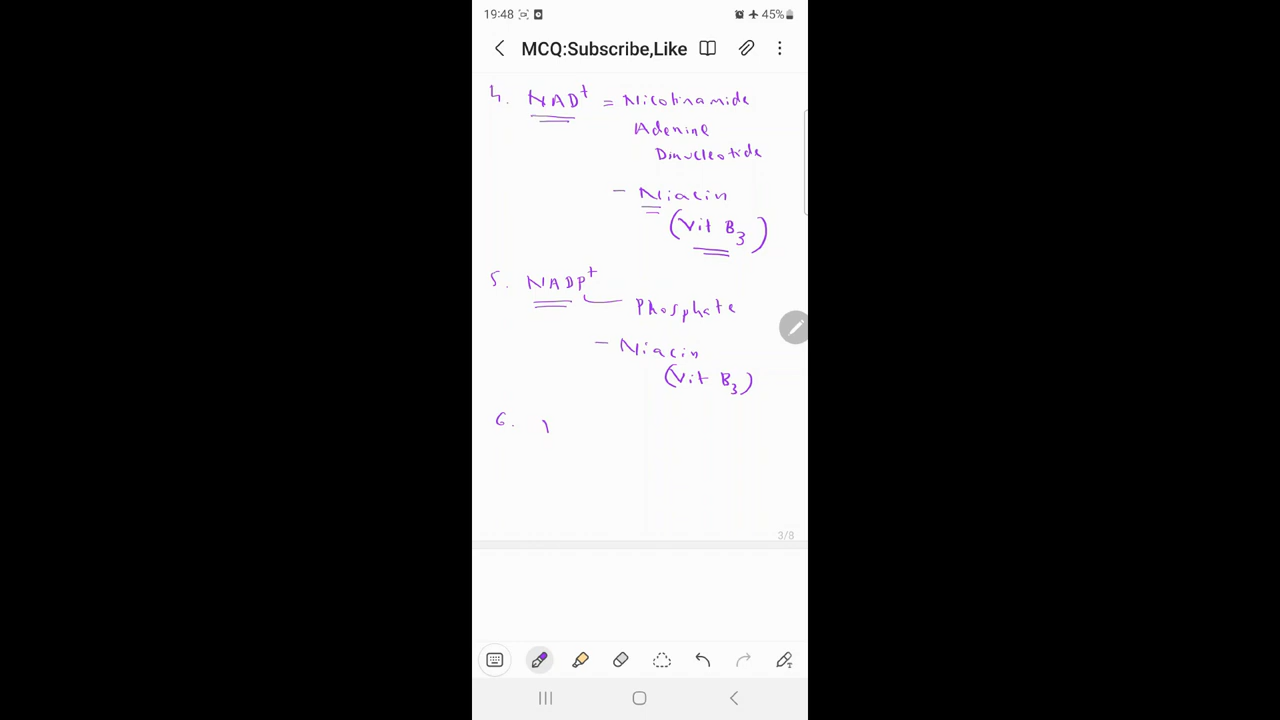 19:48 45%
MCQ:Subscribe,Like
4. NAD+ = Nicotinamide
Adenine
Dinucleotide
- Niacin
(Vit B3)
5. NADP+
Phosphate
- Niacin
(Vit B3)
6.
3/8